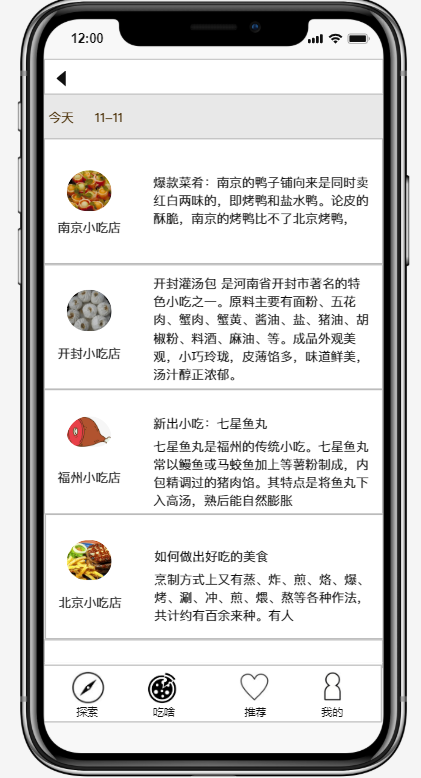 12:00
今天 11-11
爆款菜肴：南京的鸭子铺向来是同时卖
红白两味的，即烤鸭和盐水鸭。论皮的
酥脆，南京的烤鸭比不了北京烤鸭，
南京小吃店
开封灌汤包 是河南省开封市著名的特
色小吃之一。原料主要有面粉、五花
肉、蟹肉、蟹黄、酱油、盐、猪油、胡
椒粉、料酒、麻油、等。成品外观美
观，小巧玲珑，皮薄馅多，味道鲜美，
汤汁醇正浓郁。
开封小吃店
新出小吃：七星鱼丸
七星鱼丸是福州的传统小吃。七星鱼丸
常以鳗鱼或马鲛鱼加上等薯粉制成，内
包精调过的猪肉馅。其特点是将鱼丸下
入高汤，熟后能自然膨胀
福州小吃店
如何做出好吃的美食
烹制方式上又有蒸、炸、煎、烙、爆、
烤、涮、冲、煎、煨、熬等各种作法，
共计约有百余来种。有人
北京小吃店
探索 吃啥 推荐 我的